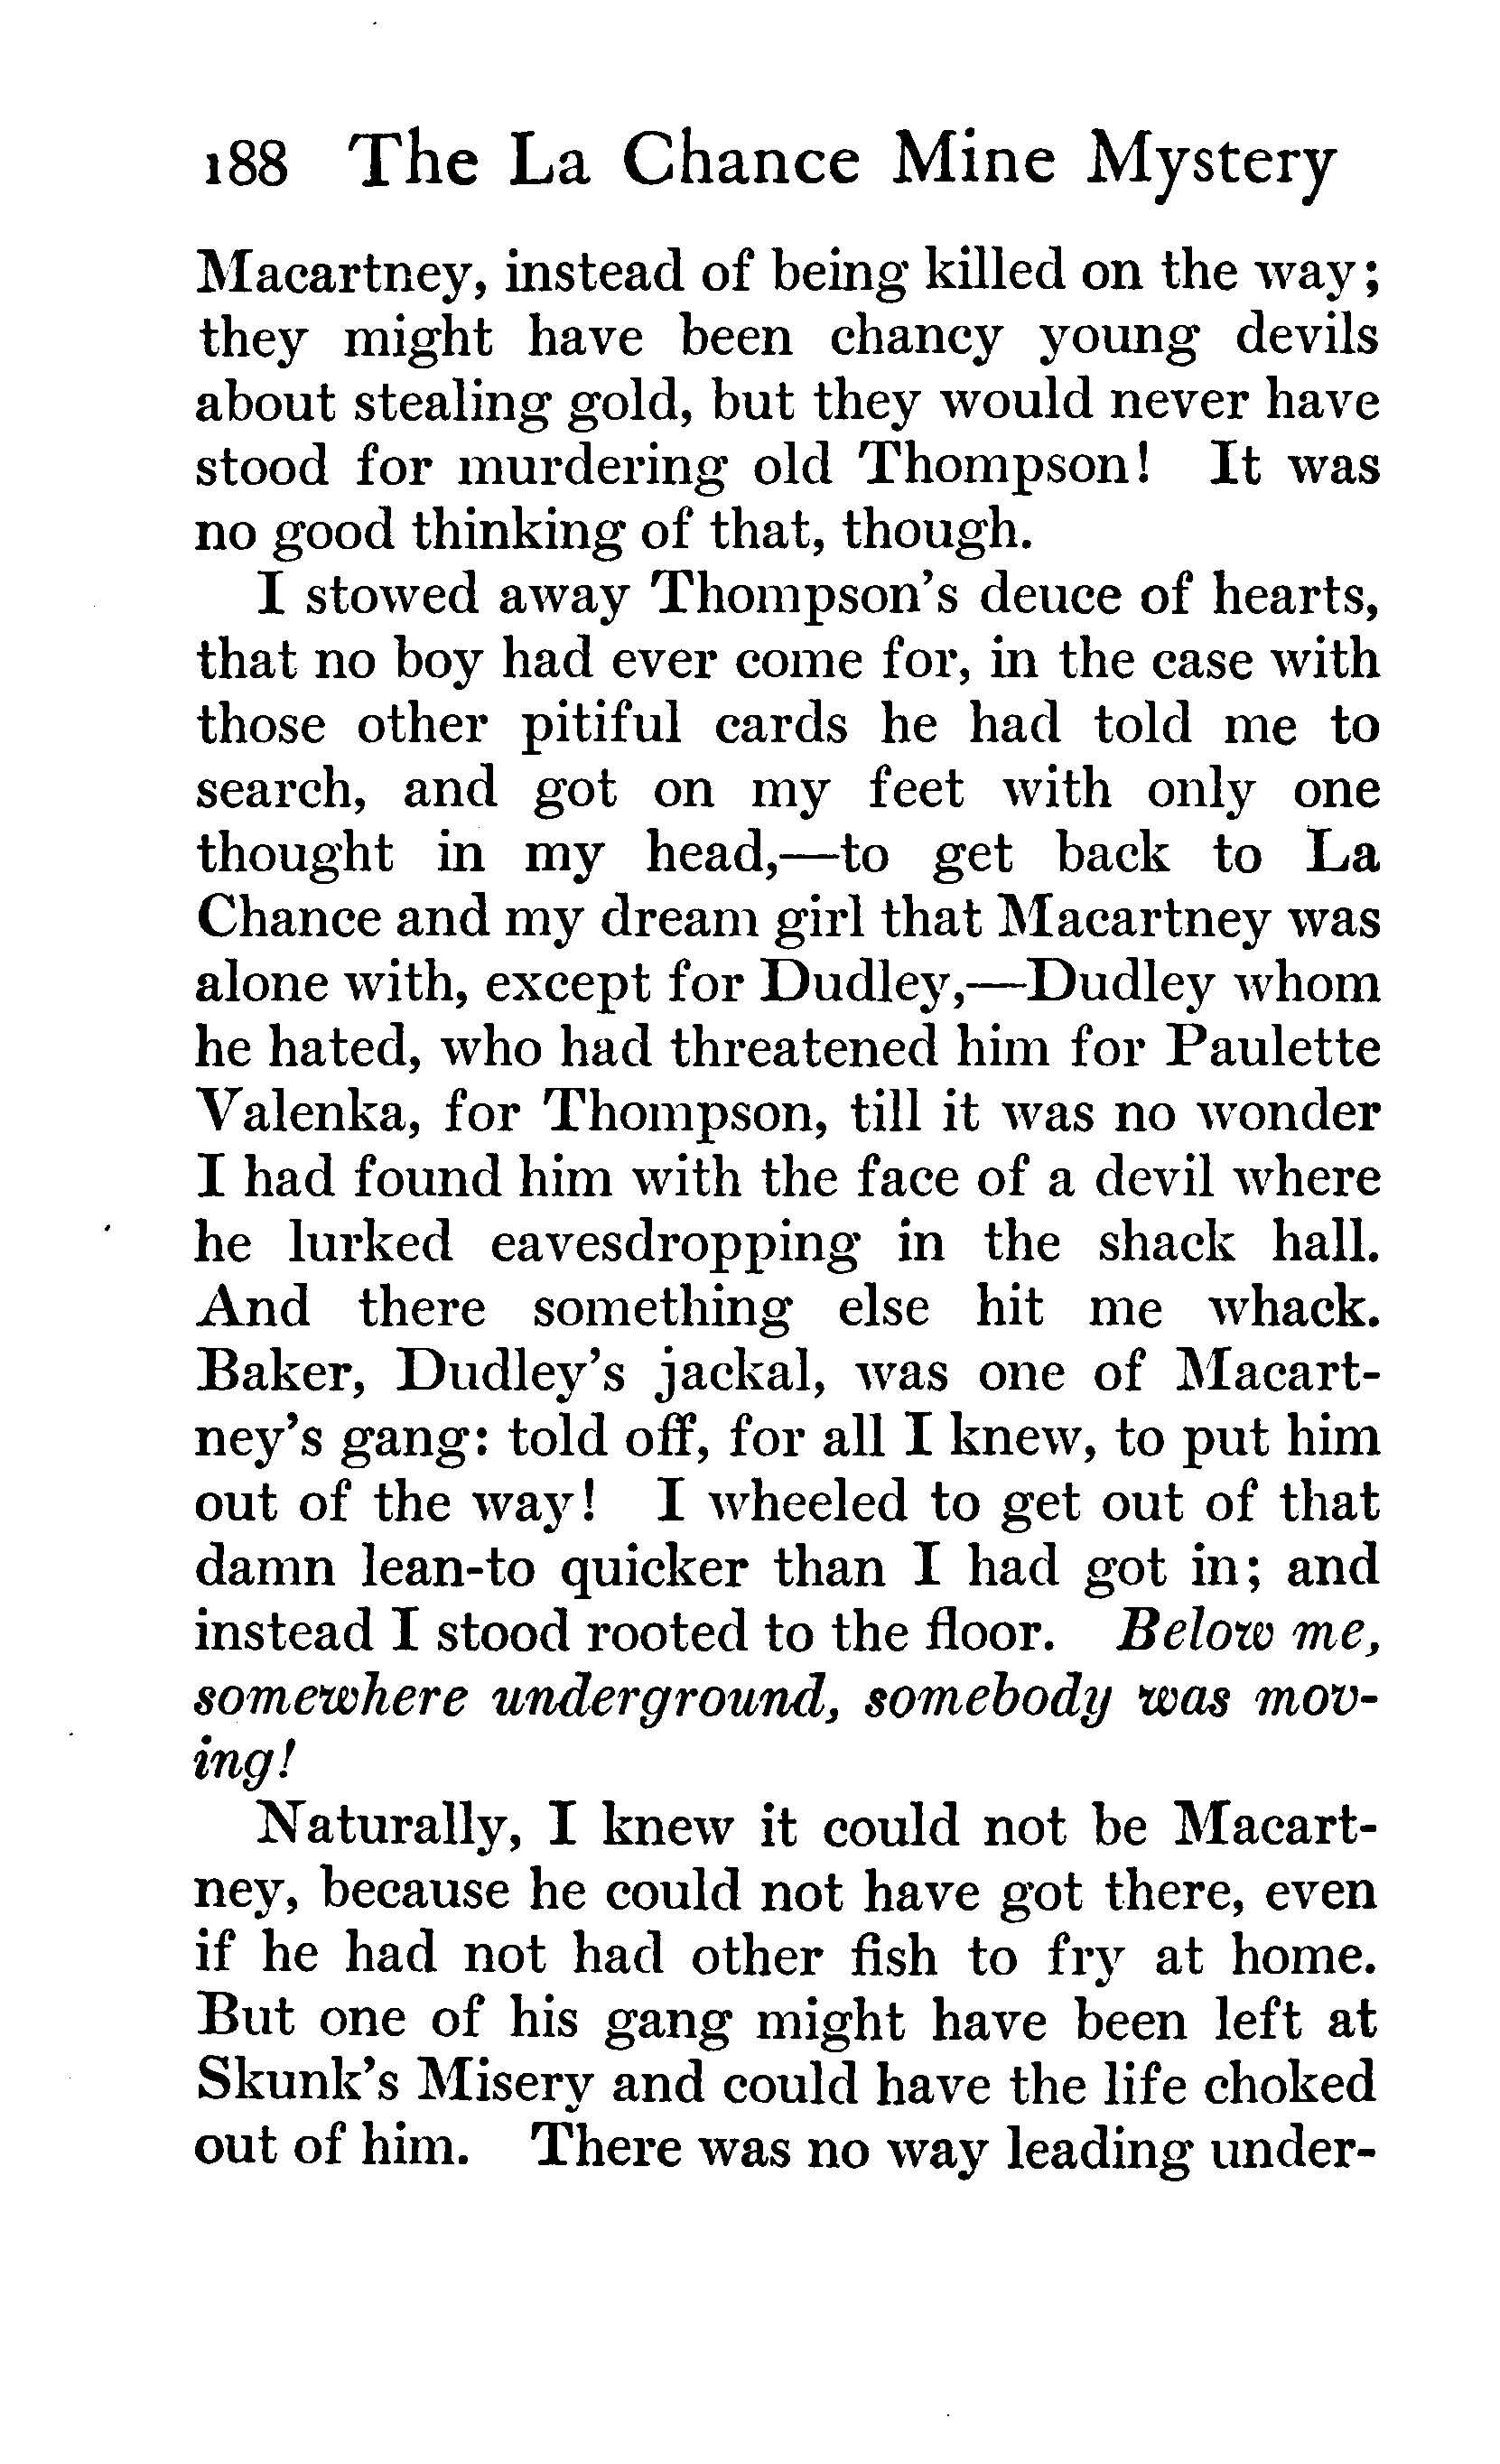 188 The La Chance Mine Mystery
Macartney, instead of being killed on the way;
they might have been chancy young devils
about stealing gold, but they would never have
stood for murdering old Thompson! It was
no good thinking of that, though.
I stowed away Thompson's deuce of hearts,
that no boy had ever come for, in the case with
those other pitiful cards he had told me to
search, and got on my feet with only one
thought in my head,—to get back to La
Chance and my dream girl that Macartney was
alone with, except for Dudley,—Dudley whom
he hated, who had threatened him for Paulette
Valenka, for Thompson, till it was no wonder
I had found him with the face of a devil where
he lurked eavesdropping in the shack hall.
And there something else hit me whack.
Baker, Dudley's jackal, was one of Macart-
ney's gang: told off, for all I knew, to put him
out of the way! I wheeled to get out of that
damn lean-to quicker than I had got in; and
instead I stood rooted to the floor. Below me,
somewhere underground, somebody was mov-
ing!
Naturally, I knew it could not be Macart-
ney, because he could not have got there, even
if he had not had other fish to fry at home.
But one of his gang might have been left at
Skunk's Misery and could have the life choked
out of him. There was no way leading under-